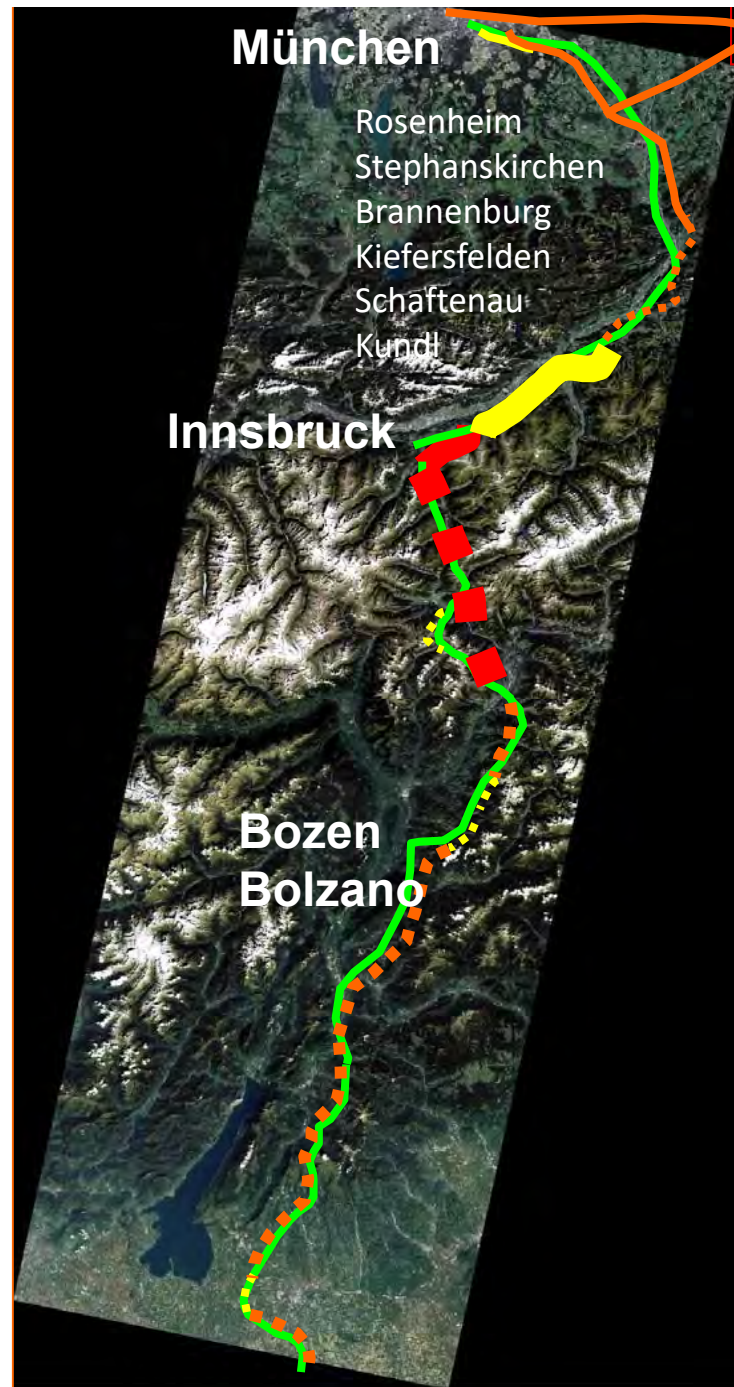 München
Rosenheim
Stephanskirchen
Brannenburg
Kiefersfelden
Schaftenau
Kundl
Innsbruck
Bozen
Bolzano